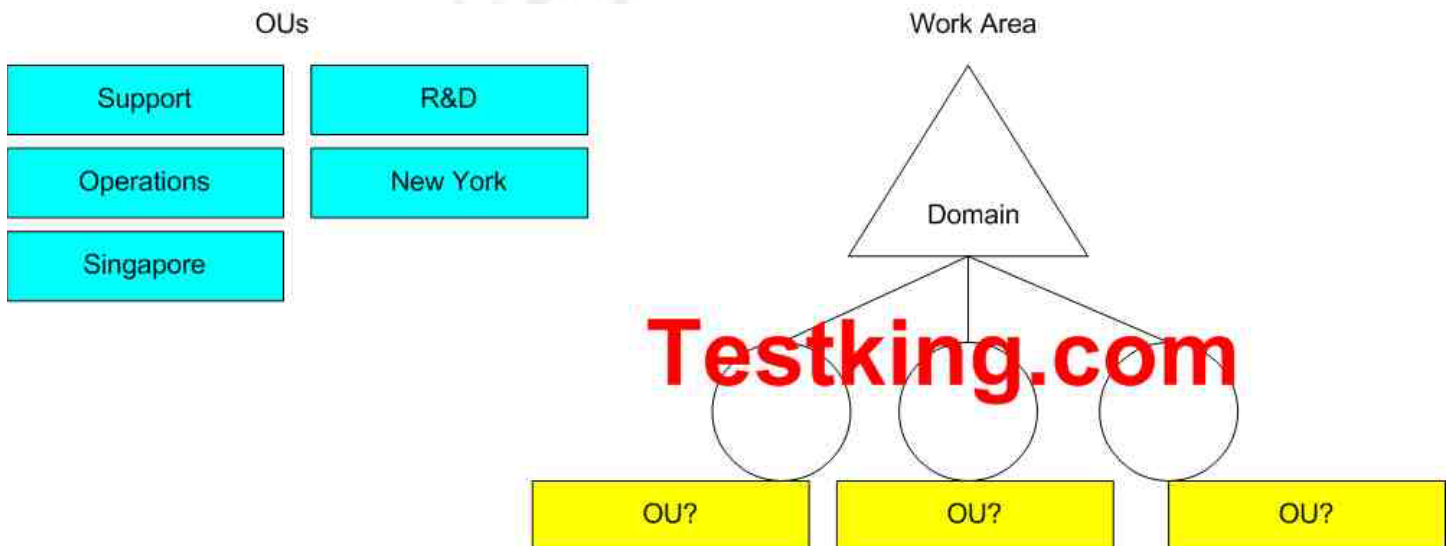 OUs
Work Area
Support
R&D
Operations
New York
Singapore
Domain
Testking.com
OU?
OU?
OU?